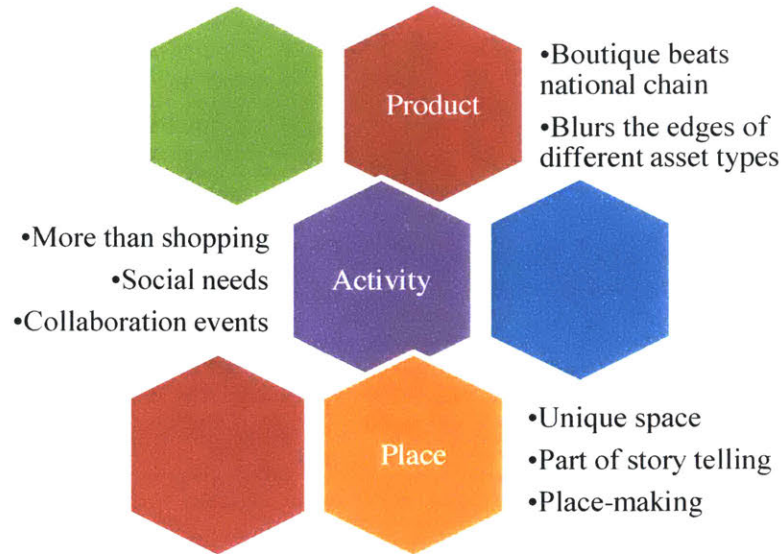 Product
•Boutique beats
national chain
•Blurs the edges of
different asset types
•More than shopping
•Social needs
•Collaboration events
Activity
Place
•Unique space
•Part of story telling
•Place-making